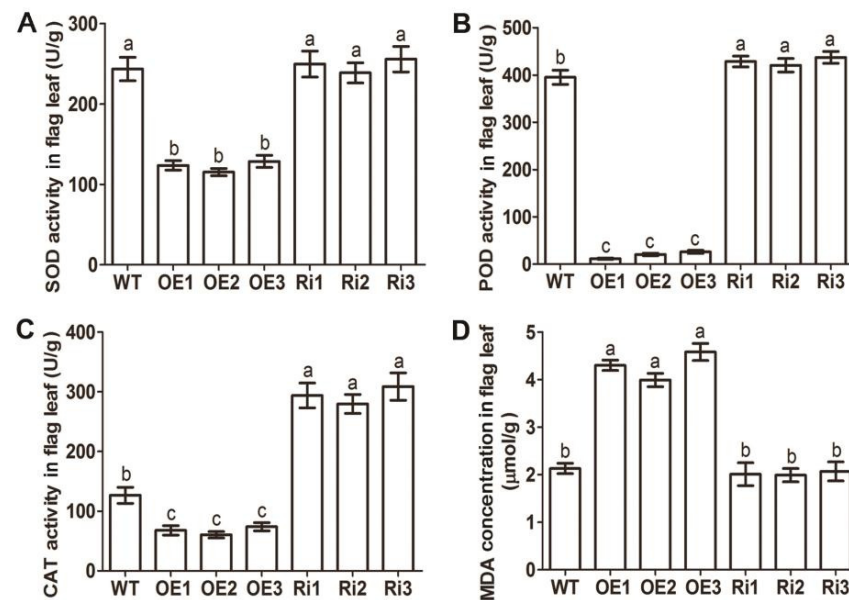 A
SOD activity in flag leaf (U/g)
300
200
100
0
a
b
b
b
a
a
a
WT OE1 OE2 OE3 Ri1 Ri2 Ri3
B
POD activity in flag leaf (U/g)
500
400
300
200
100
0
b
c
c
c
a
a
a
WT OE1 OE2 OE3 Ri1 Ri2 Ri3
C
CAT activity in flag leaf (U/g)
400
300
200
100
0
b
c
c
c
a
a
a
WT OE1 OE2 OE3 Ri1 Ri2 Ri3
D
MDA concentration in flag leaf
(μmol/g)
5
4
3
2
1
0
b
a
a
a
b
b
b
WT OE1 OE2 OE3 Ri1 Ri2 Ri3